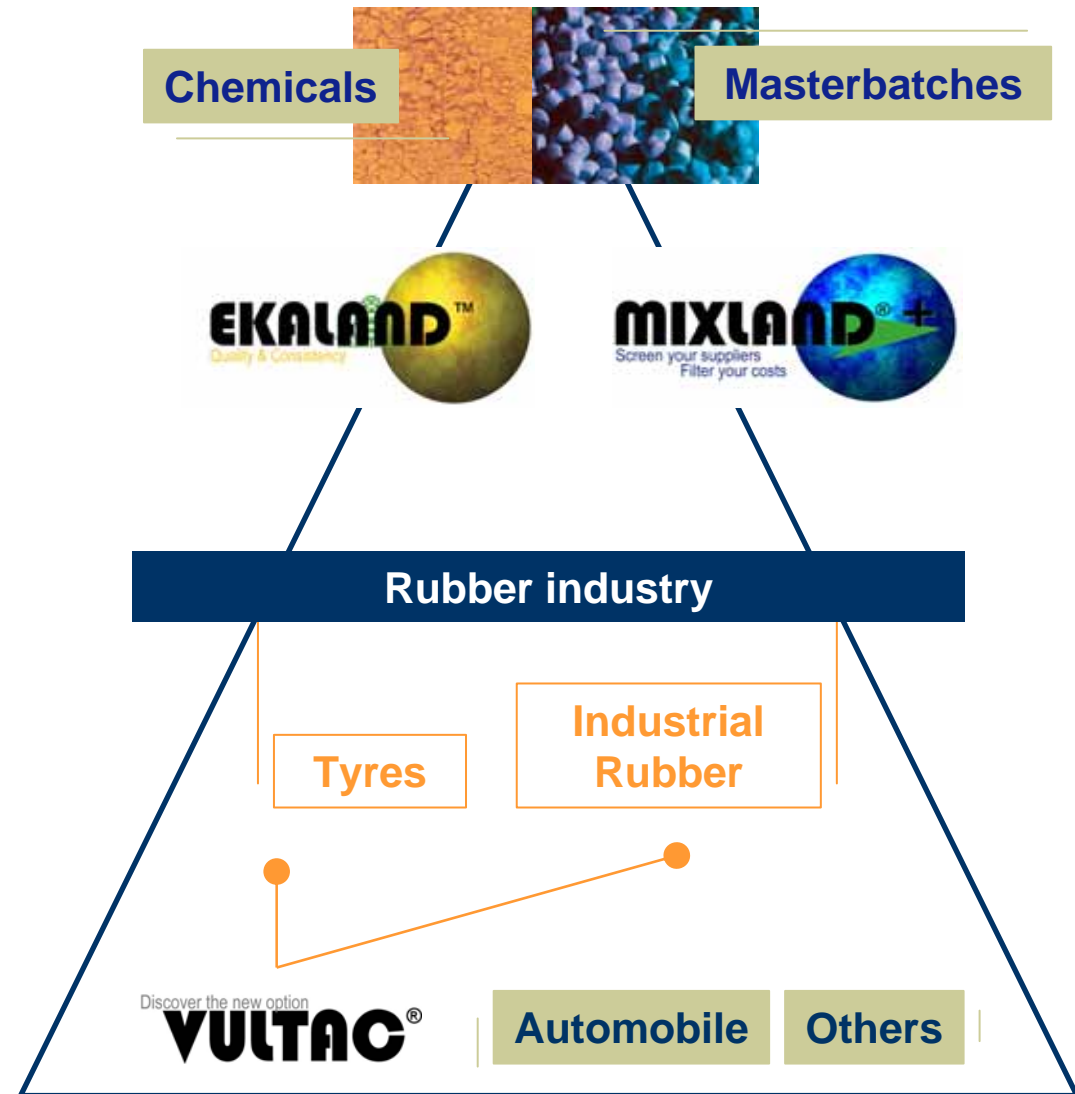 Chemicals
Masterbatches
EKALAND™
Quality & Consistency
MIXLAND®+
Screen your suppliers
Filter your costs
Rubber industry
Tyres
Industrial
Rubber
Discover the new option
VULTAC®
Automobile
Others